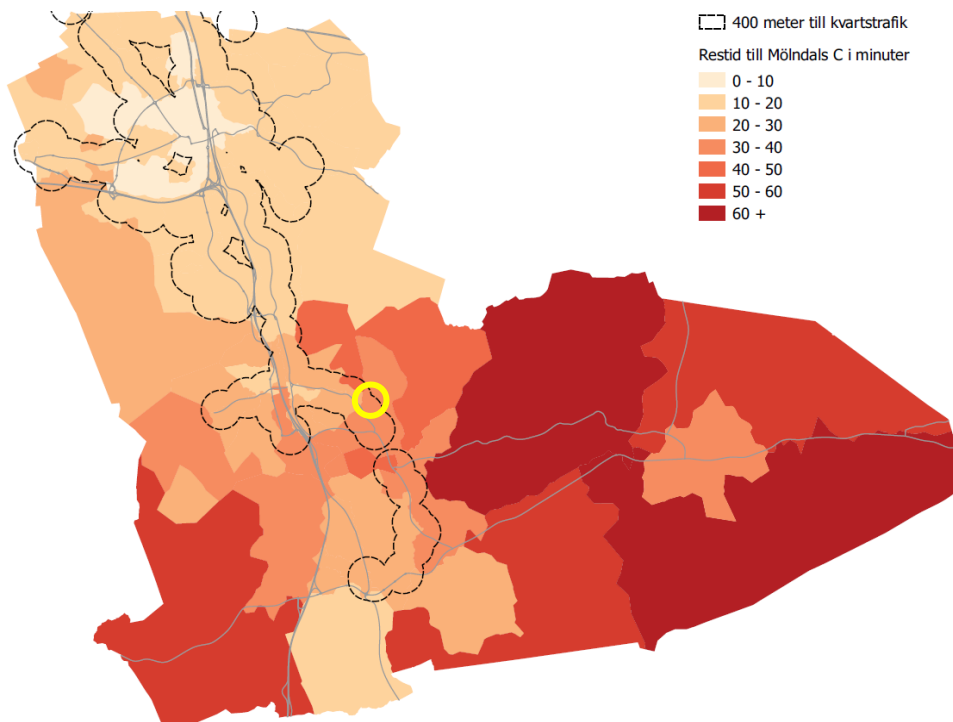 400 meter till kvartstrafik
Restid till Mölndals C i minuter
0 - 10
10 - 20
20 - 30
30 - 40
40 - 50
50 - 60
60 +